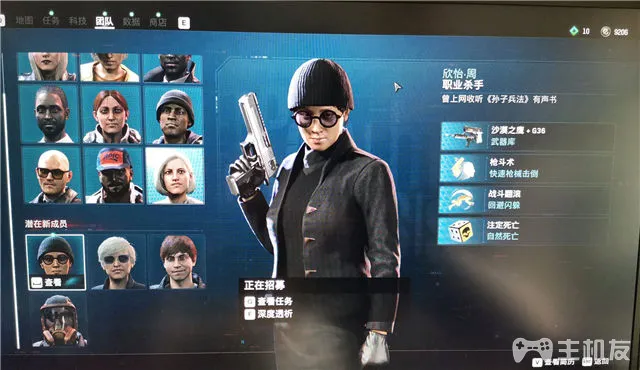 地图 任务 科技 团队 数据 商店 E
10 9206
欣怡·周
职业杀手
曾上网收听《孙子兵法》有声书
沙漠之鹰 + G36
武器库
枪斗术
快速枪械击倒
战斗翻滚
回避闪躲
注定死亡
自然死亡
潜在新成员
查看
正在招募
查看任务
深度透析
V 查看简历 返回
主机友